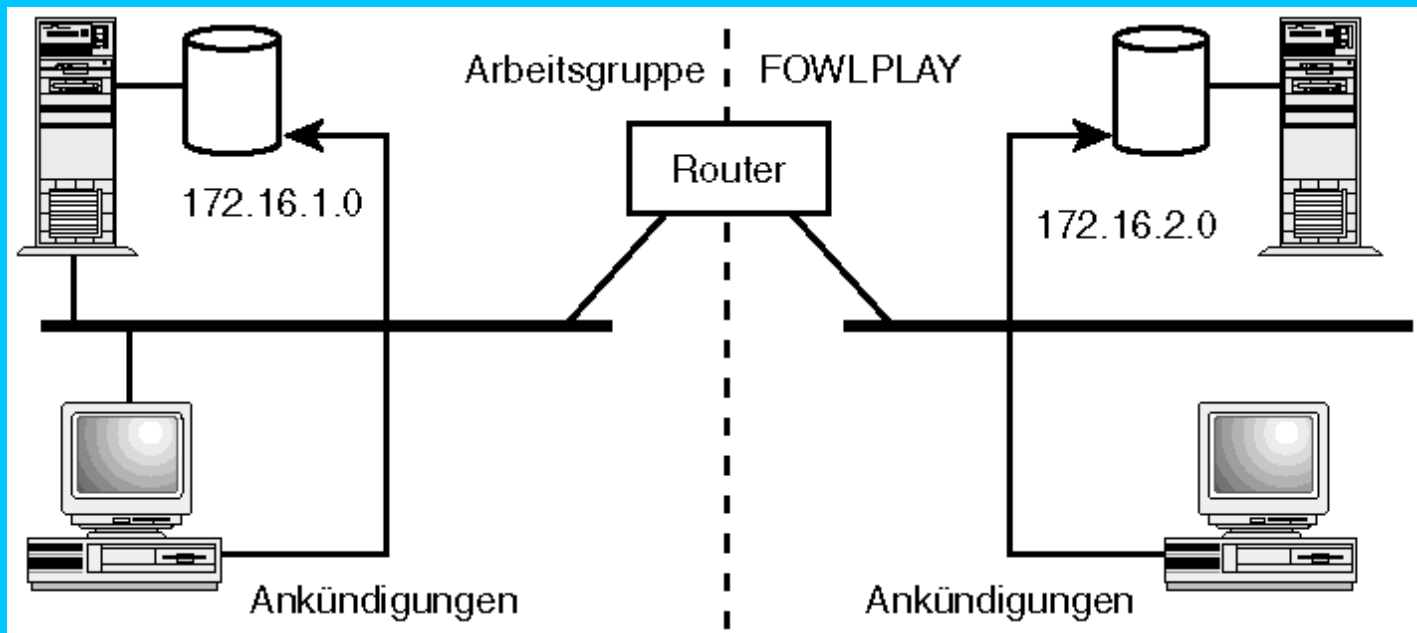 Arbeitsgruppe
FOWLPLAY
Router
172.16.1.0
172.16.2.0
Ankündigungen
Ankündigungen